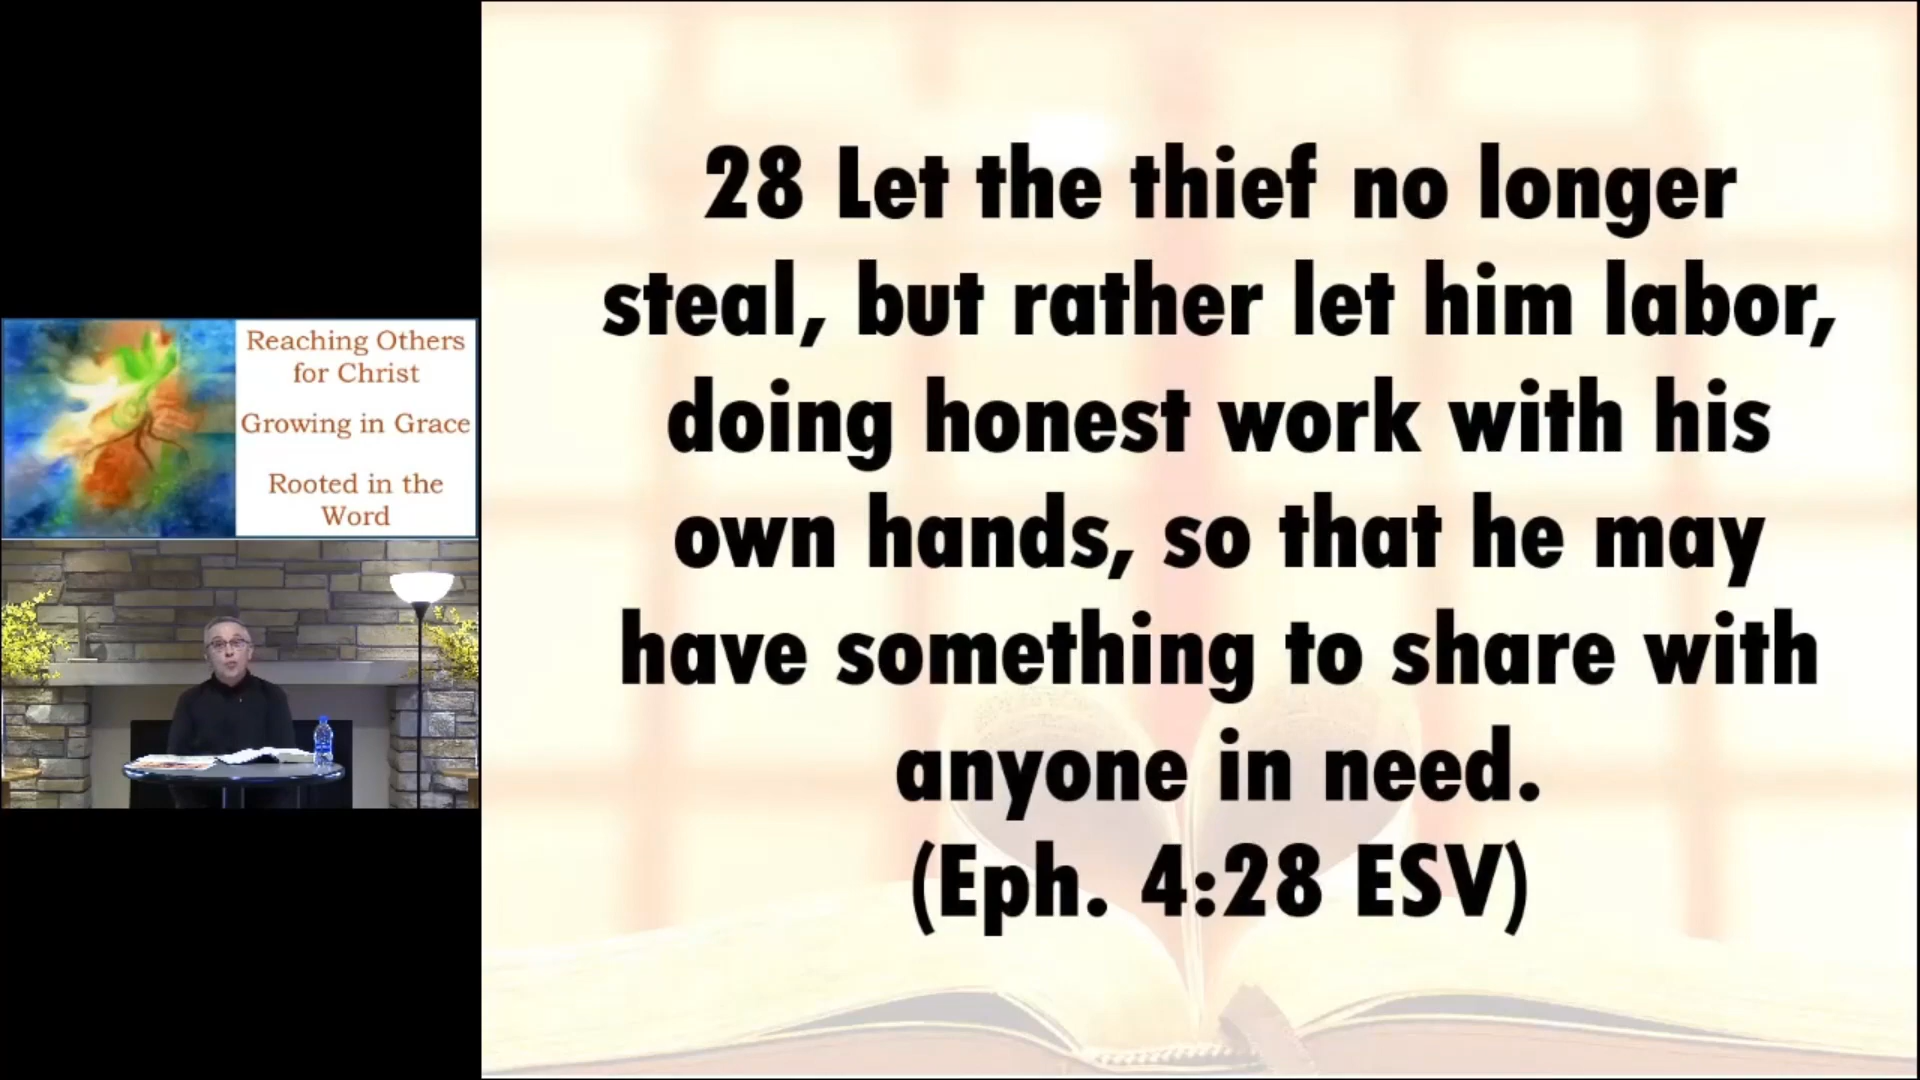 Reaching Others
for Christ
Growing in Grace
Rooted in the
Word
28 Let the thief no longer
steal, but rather let him labor,
doing honest work with his
own hands, so that he may
have something to share with
anyone in need.
(Eph. 4:28 ESV)